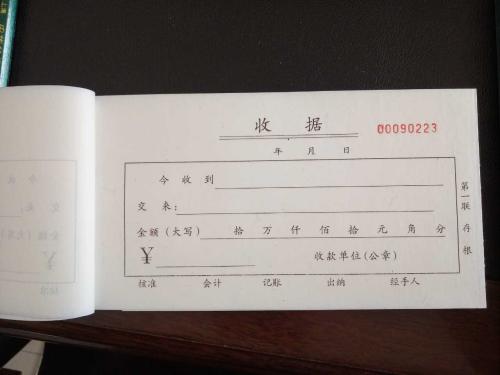 收据
00090223
年 月 日
今收到
交来:
金额(大写) 拾 万 仟 佰 拾 元 角 分
¥ 收款单位(公章)
核准 会计 记账 出纳 经手人
第一联 存根